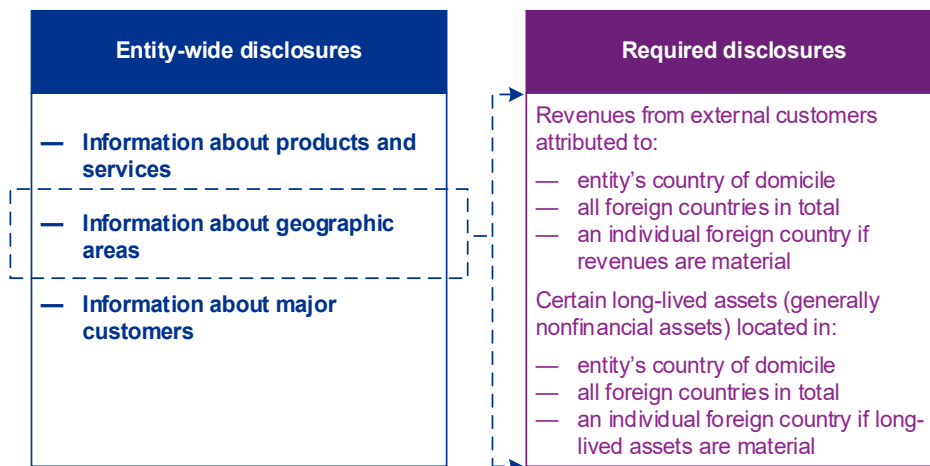 Entity-wide disclosures
— Information about products and
services
— Information about geographic
areas
— Information about major
customers
Required disclosures
Revenues from external customers
attributed to:
— entity’s country of domicile
— all foreign countries in total
— an individual foreign country if
revenues are material
Certain long-lived assets (generally
nonfinancial assets) located in:
— entity’s country of domicile
— all foreign countries in total
— an individual foreign country if long-
lived assets are material